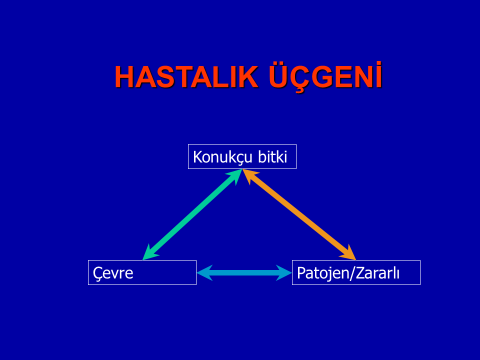 HASTALIK ÜÇGENİ
Konukçu bitki
Çevre
Patojen/Zararlı